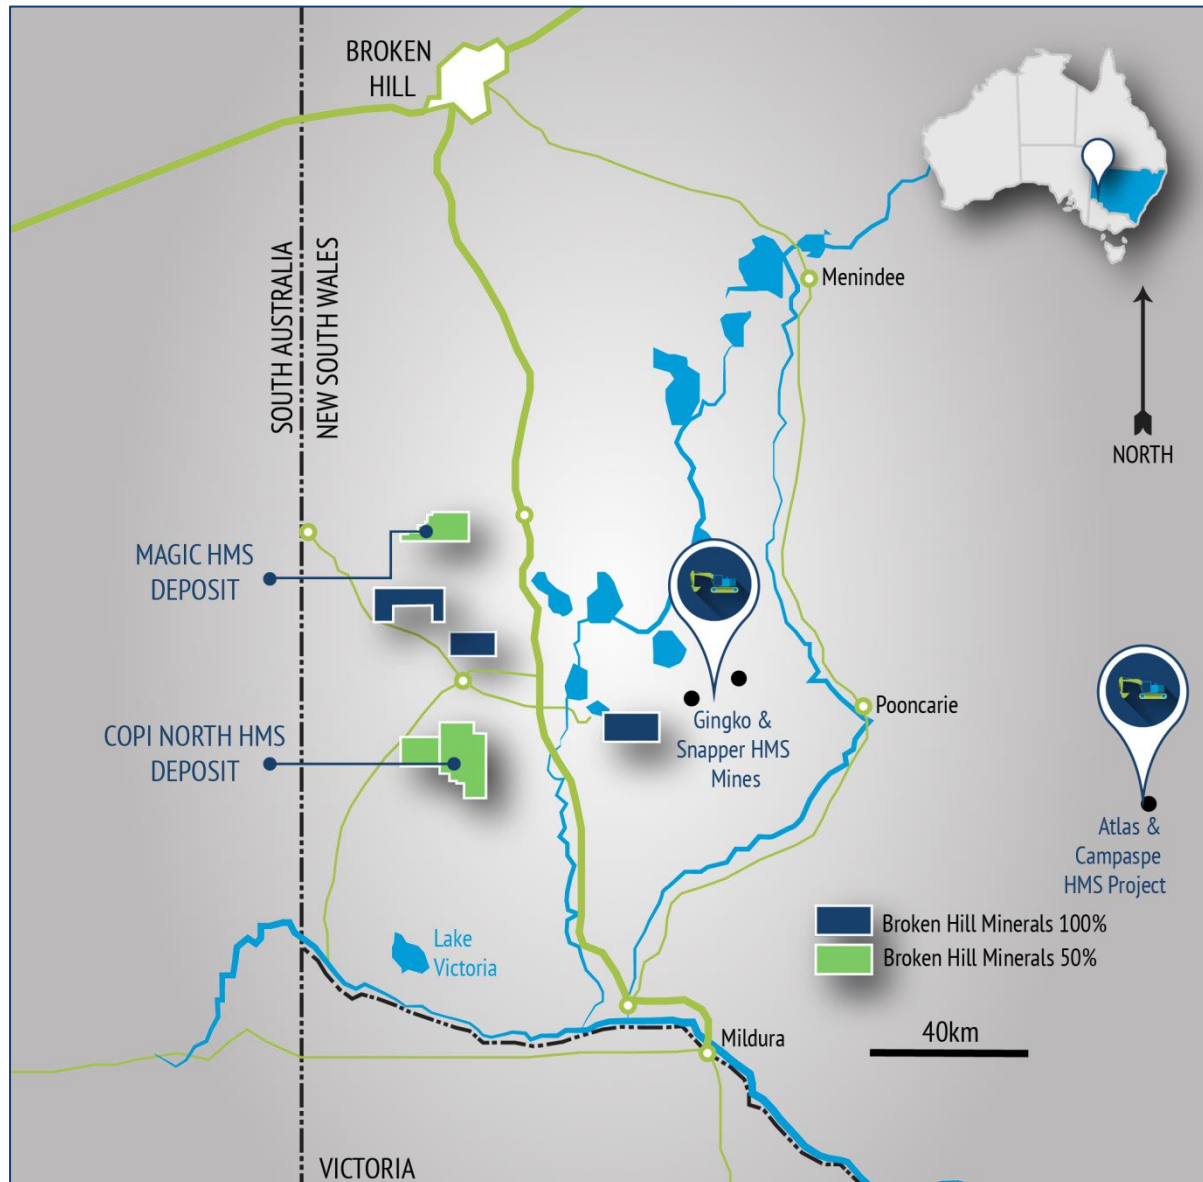 BROKEN
HILL
SOUTH AUSTRALIA
NEW SOUTH WALES
Menindee
NORTH
MAGIC HMS
DEPOSIT
COPI NORTH HMS
DEPOSIT
Gingko &
Snapper HMS
Mines
Pooncarie
Atlas &
Campaspe
HMS Project
Lake
Victoria
Broken Hill Minerals 100%
Broken Hill Minerals 50%
40km
Mildura
VICTORIA